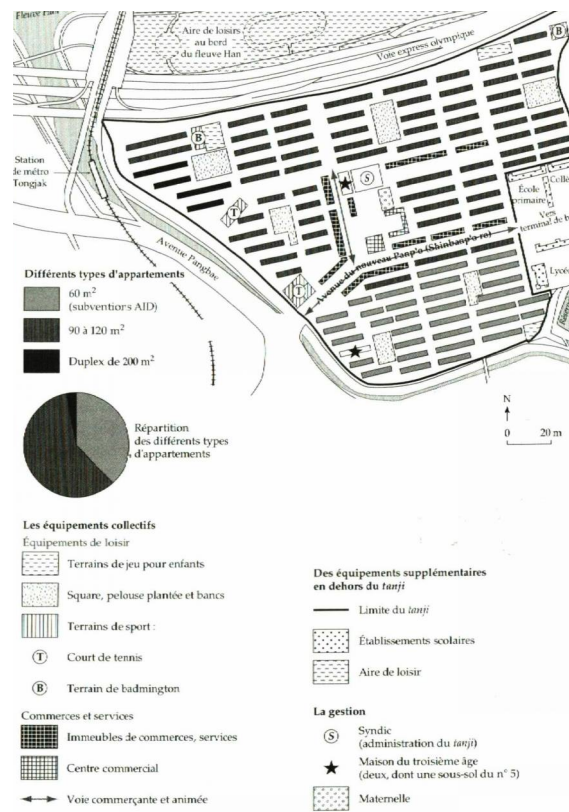 Aire de loisirs
au bord
du fleuve Han
Voie express olympique
B
B
Station
de métro
Tongjak
S
École
primaire
Vers
T
Avenue Pangbae
Avenue du nouveau Panp'o (Shinbanp'o ro)
T
Lycée
Différents types d'appartements
60 m²
(subventions AID)
90 à 120 m²
Duplex de 200 m²
N
0 20 m
Répartition
des différents types
d'appartements
Les équipements collectifs
Équipements de loisir
Terrains de jeu pour enfants
Square, pelouse plantée et bancs
Terrains de sport :
T Court de tennis
B Terrain de badmington
Commerces et services
Immeubles de commerces, services
Centre commercial
Voie commerçante et animée
Des équipements supplémentaires
en dehors du tanji
Limite du tanji
Établissements scolaires
Aire de loisir
La gestion
S Syndic
(administration du tanji)
Maison du troisième âge
(deux, dont une sous-sol du n° 5)
Maternelle